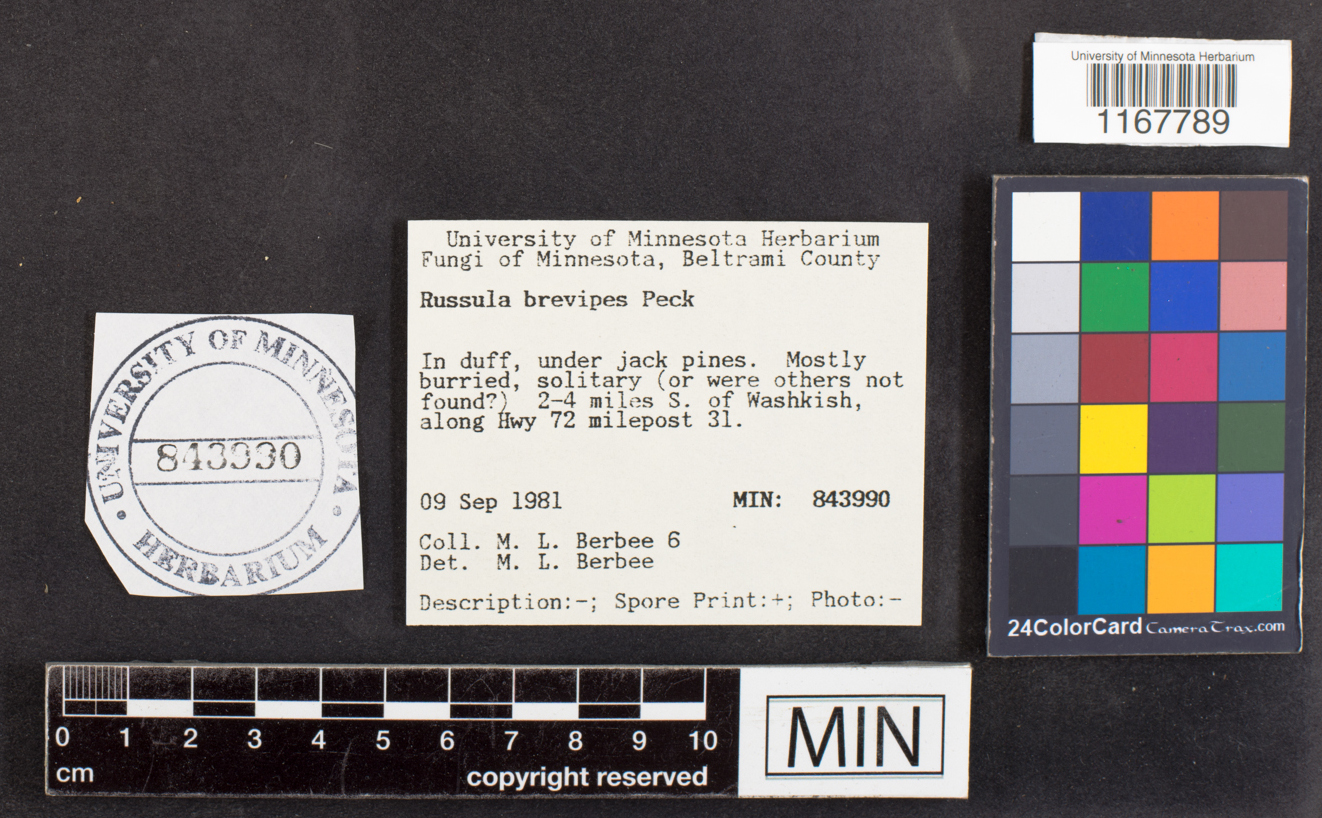 University of Minnesota Herbarium
1167789
University of Minnesota Herbarium
Fungi of Minnesota, Beltrami County
Russula brevipes Peck
In duff, under jack pines. Mostly
burried, solitary (or were others not
found?) 2-4 miles S. of Washkish,
along Hwy 72 milepost 31.
09 Sep 1981 MIN: 843990
Coll. M. L. Berbee 6
Det. M. L. Berbee
Description:-; Spore Print:+; Photo:-
UNIVERSITY OF MINNESOTA
843990
• HERBARIUM •
24ColorCard CameraTrax.com
0 1 2 3 4 5 6 7 8 9 10
cm
copyright reserved
MIN